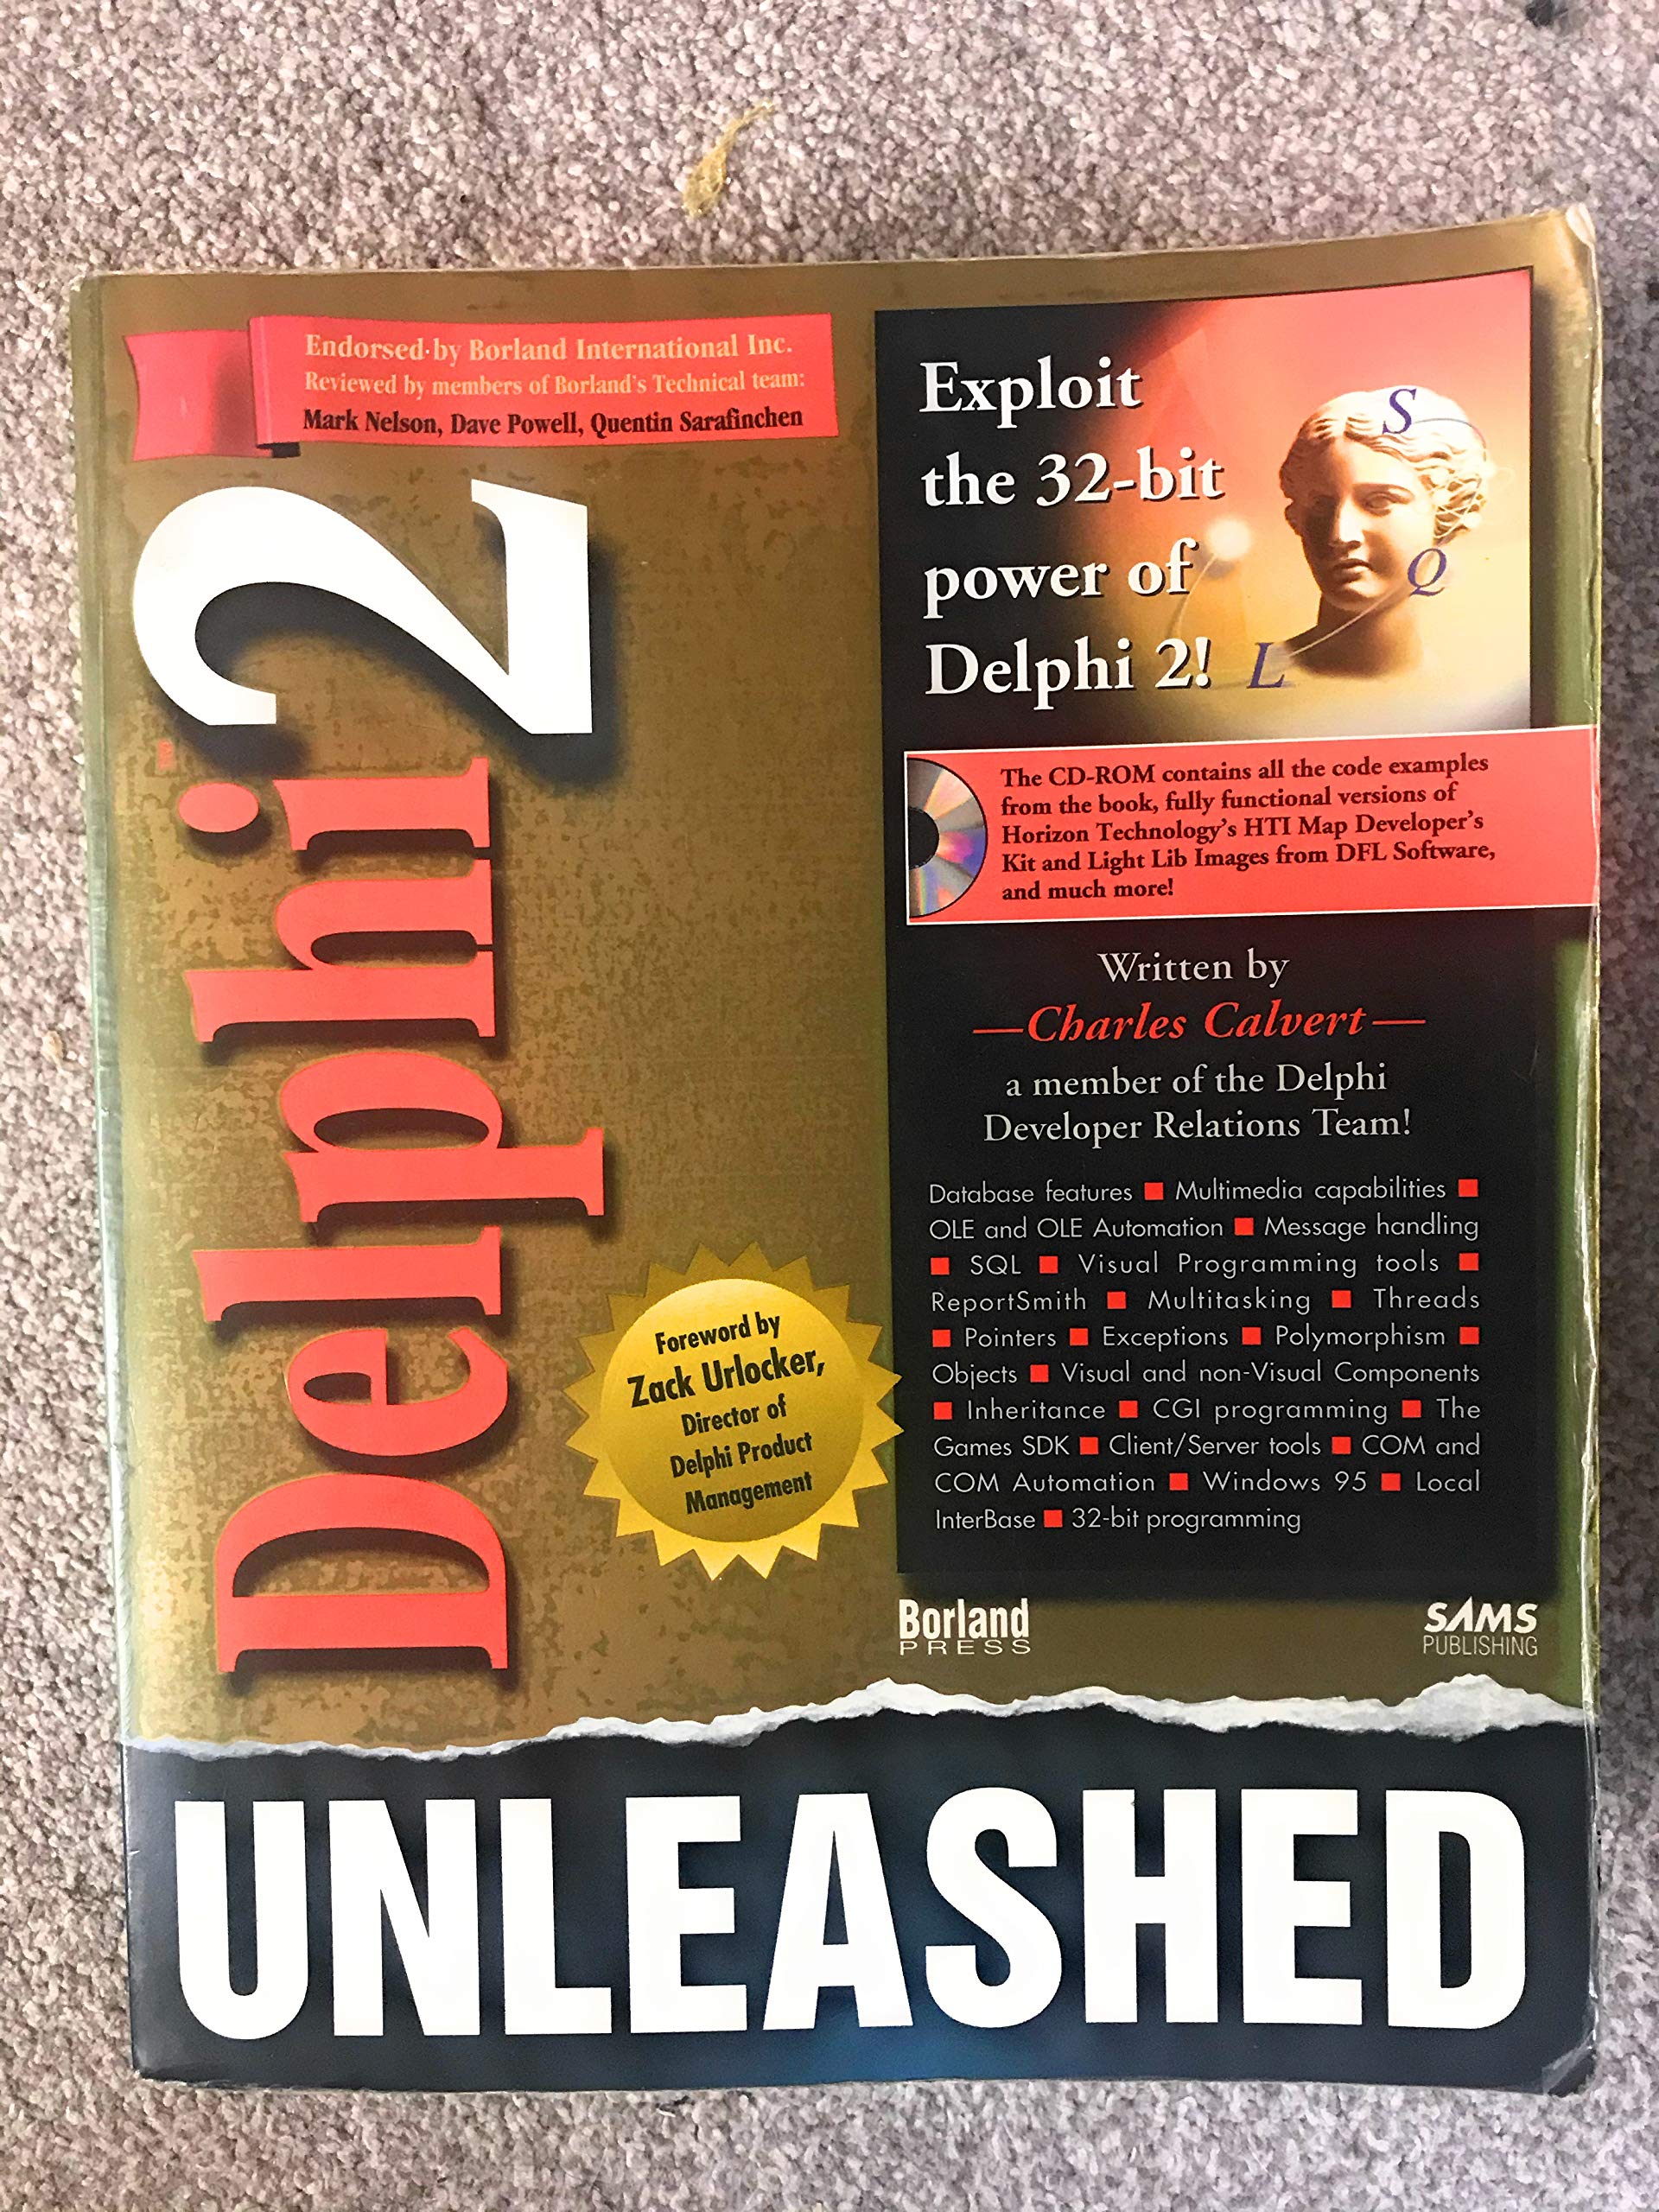 Endorsed by Borland International Inc.
Reviewed by members of Borland's Technical team:
Mark Nelson, Dave Powell, Quentin Sarafinchen
Delphi™ 2
Exploit
the 32-bit
power of
Delphi 2!
S
Q
L
The CD-ROM contains all the code examples
from the book, fully functional versions of
Horizon Technology's HTI Map Developer's
Kit and Light Lib Images from DFL Software,
and much more!
Written by
—Charles Calvert—
a member of the Delphi
Developer Relations Team!
Database features ■ Multimedia capabilities ■
OLE and OLE Automation ■ Message handling
■ SQL ■ Visual Programming tools ■
ReportSmith ■ Multitasking ■ Threads
■ Pointers ■ Exceptions ■ Polymorphism ■
Objects ■ Visual and non-Visual Components
■ Inheritance ■ CGI programming ■ The
Games SDK ■ Client/Server tools ■ COM and
COM Automation ■ Windows 95 ■ Local
InterBase ■ 32-bit programming
Foreword by
Zack Urlocker,
Director of
Delphi Product
Management
Borland
PRESS
SAMS
PUBLISHING
UNLEASHED